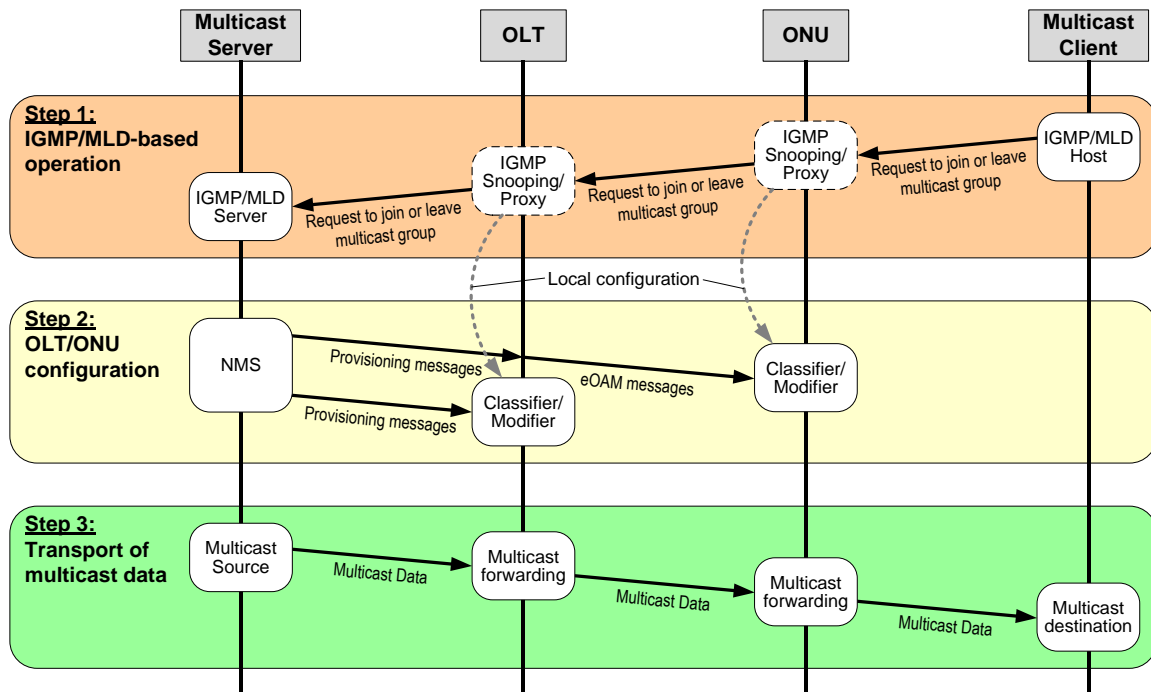 Multicast
Server
OLT
ONU
Multicast
Client
Step 1:
IGMP/MLD-based
operation
IGMP/MLD
Server
IGMP
Snooping/
Proxy
IGMP
Snooping/
Proxy
IGMP/MLD
Host
Request to join or leave
multicast group
Request to join or leave
multicast group
Request to join or leave
multicast group
Local configuration
Step 2:
OLT/ONU
configuration
NMS
Provisioning messages
eOAM messages
Classifier/
Modifier
Provisioning messages
Classifier/
Modifier
Step 3:
Transport of
multicast data
Multicast
Source
Multicast Data
Multicast
forwarding
Multicast Data
Multicast
forwarding
Multicast Data
Multicast
destination